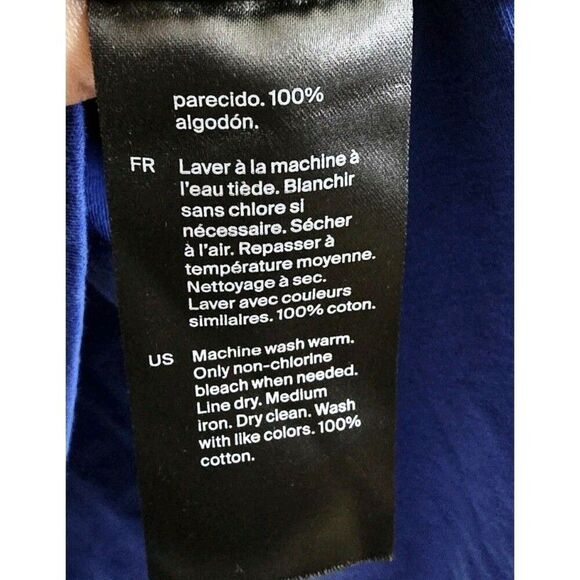 parecido. 100%
algodón.
FR Laver à la machine à
l'eau tiède. Blanchir
sans chlore si
nécessaire. Sécher
à l'air. Repasser à
température moyenne.
Nettoyage à sec.
Laver avec couleurs
similaires. 100% coton.
US Machine wash warm.
Only non-chlorine
bleach when needed.
Line dry. Medium
iron. Dry clean. Wash
with like colors. 100%
cotton.